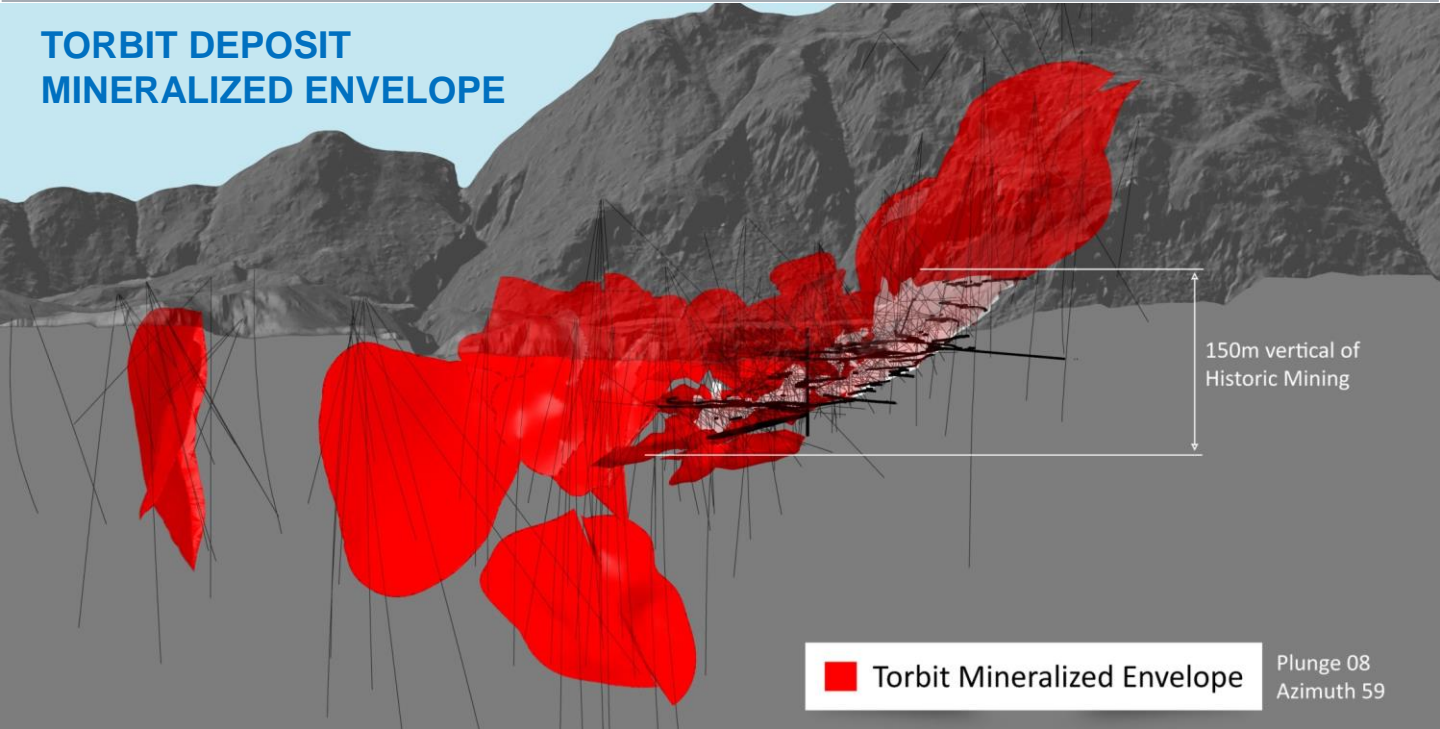 TORBIT DEPOSIT
MINERALIZED ENVELOPE
150m vertical of
Historic Mining
Torbit Mineralized Envelope
Plunge 08
Azimuth 59